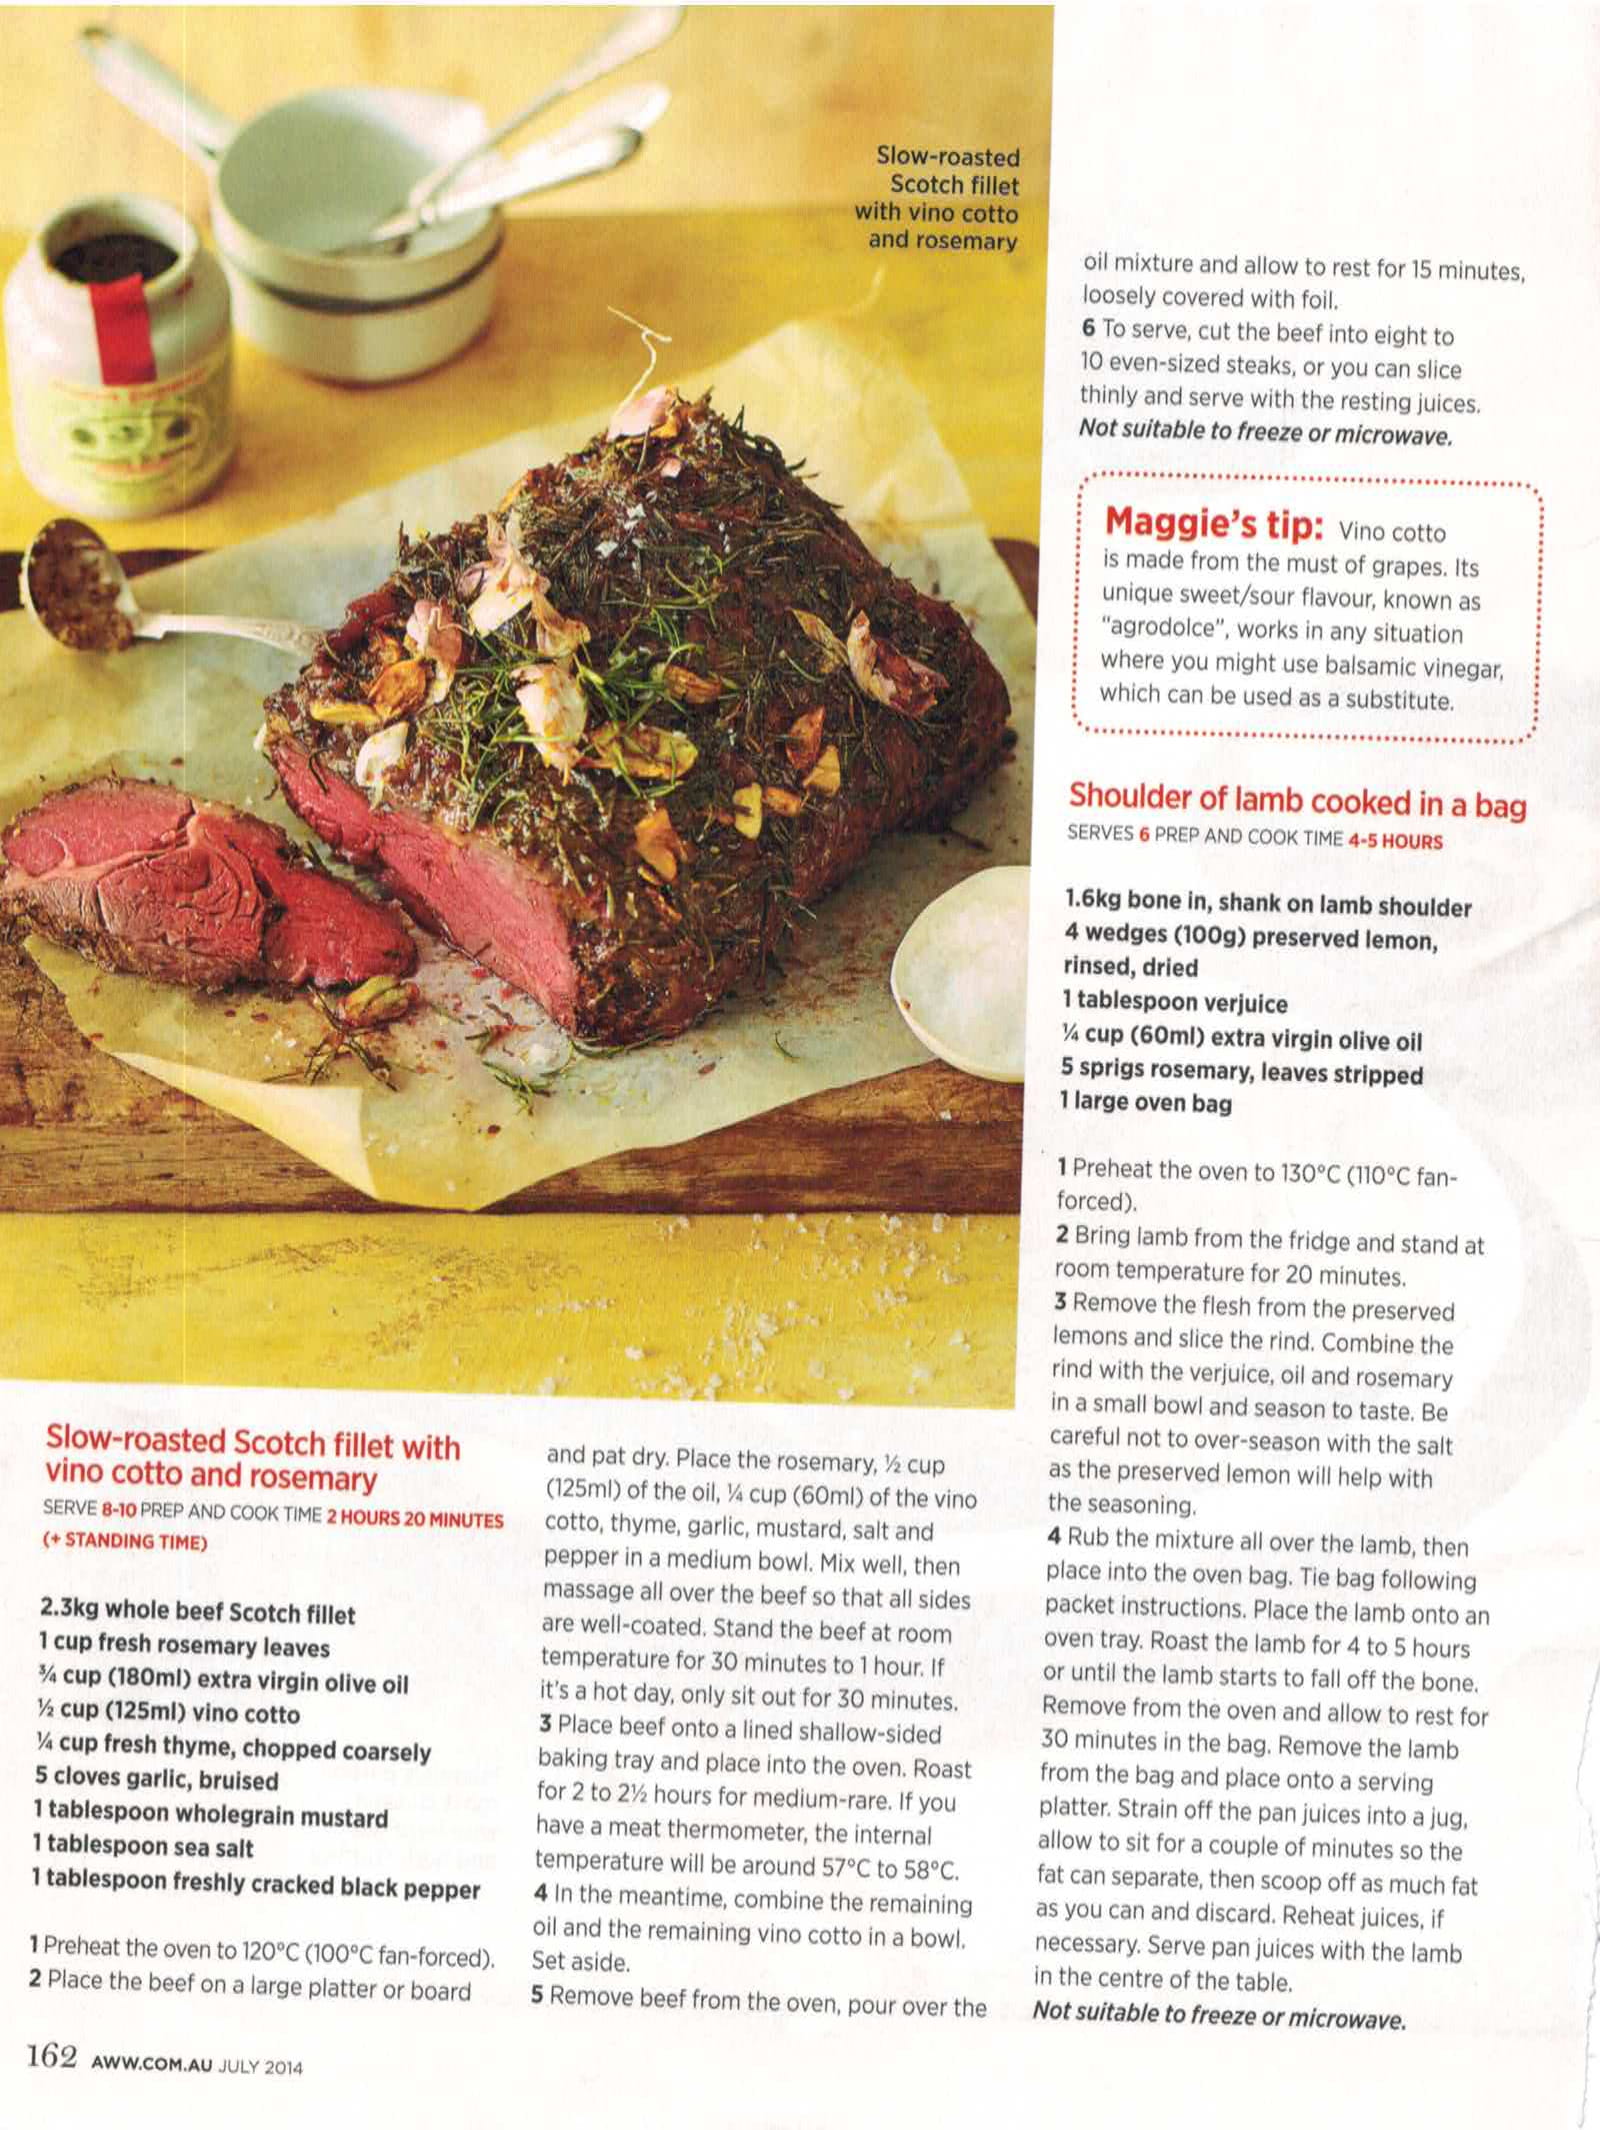 Slow-roasted
Scotch fillet
with vino cotto
and rosemary
Slow-roasted Scotch fillet with
vino cotto and rosemary
SERVE 8-10 PREP AND COOK TIME 2 HOURS 20 MINUTES
(+ STANDING TIME)
2.3kg whole beef Scotch fillet
1 cup fresh rosemary leaves
¾ cup (180ml) extra virgin olive oil
½ cup (125ml) vino cotto
¼ cup fresh thyme, chopped coarsely
5 cloves garlic, bruised
1 tablespoon wholegrain mustard
1 tablespoon sea salt
1 tablespoon freshly cracked black pepper
1 Preheat the oven to 120°C (100°C fan-forced).
2 Place the beef on a large platter or board
and pat dry. Place the rosemary, ½ cup
(125ml) of the oil, ¼ cup (60ml) of the vino
cotto, thyme, garlic, mustard, salt and
pepper in a medium bowl. Mix well, then
massage all over the beef so that all sides
are well-coated. Stand the beef at room
temperature for 30 minutes to 1 hour. If
it's a hot day, only sit out for 30 minutes.
3 Place beef onto a lined shallow-sided
baking tray and place into the oven. Roast
for 2 to 2½ hours for medium-rare. If you
have a meat thermometer, the internal
temperature will be around 57°C to 58°C.
4 In the meantime, combine the remaining
oil and the remaining vino cotto in a bowl.
Set aside.
5 Remove beef from the oven, pour over the
oil mixture and allow to rest for 15 minutes,
loosely covered with foil.
6 To serve, cut the beef into eight to
10 even-sized steaks, or you can slice
thinly and serve with the resting juices.
Not suitable to freeze or microwave.
Maggie's tip: Vino cotto
is made from the must of grapes. Its
unique sweet/sour flavour, known as
"agrodolce", works in any situation
where you might use balsamic vinegar,
which can be used as a substitute.
Shoulder of lamb cooked in a bag
SERVES 6 PREP AND COOK TIME 4-5 HOURS
1.6kg bone in, shank on lamb shoulder
4 wedges (100g) preserved lemon,
rinsed, dried
1 tablespoon verjuice
¼ cup (60ml) extra virgin olive oil
5 sprigs rosemary, leaves stripped
1 large oven bag
1 Preheat the oven to 130°C (110°C fan-
forced).
2 Bring lamb from the fridge and stand at
room temperature for 20 minutes.
3 Remove the flesh from the preserved
lemons and slice the rind. Combine the
rind with the verjuice, oil and rosemary
in a small bowl and season to taste. Be
careful not to over-season with the salt
as the preserved lemon will help with
the seasoning.
4 Rub the mixture all over the lamb, then
place into the oven bag. Tie bag following
packet instructions. Place the lamb onto an
oven tray. Roast the lamb for 4 to 5 hours
or until the lamb starts to fall off the bone.
Remove from the oven and allow to rest for
30 minutes in the bag. Remove the lamb
from the bag and place onto a serving
platter. Strain off the pan juices into a jug,
allow to sit for a couple of minutes so the
fat can separate, then scoop off as much fat
as you can and discard. Reheat juices, if
necessary. Serve pan juices with the lamb
in the centre of the table.
Not suitable to freeze or microwave.
162 AWW.COM.AU JULY 2014